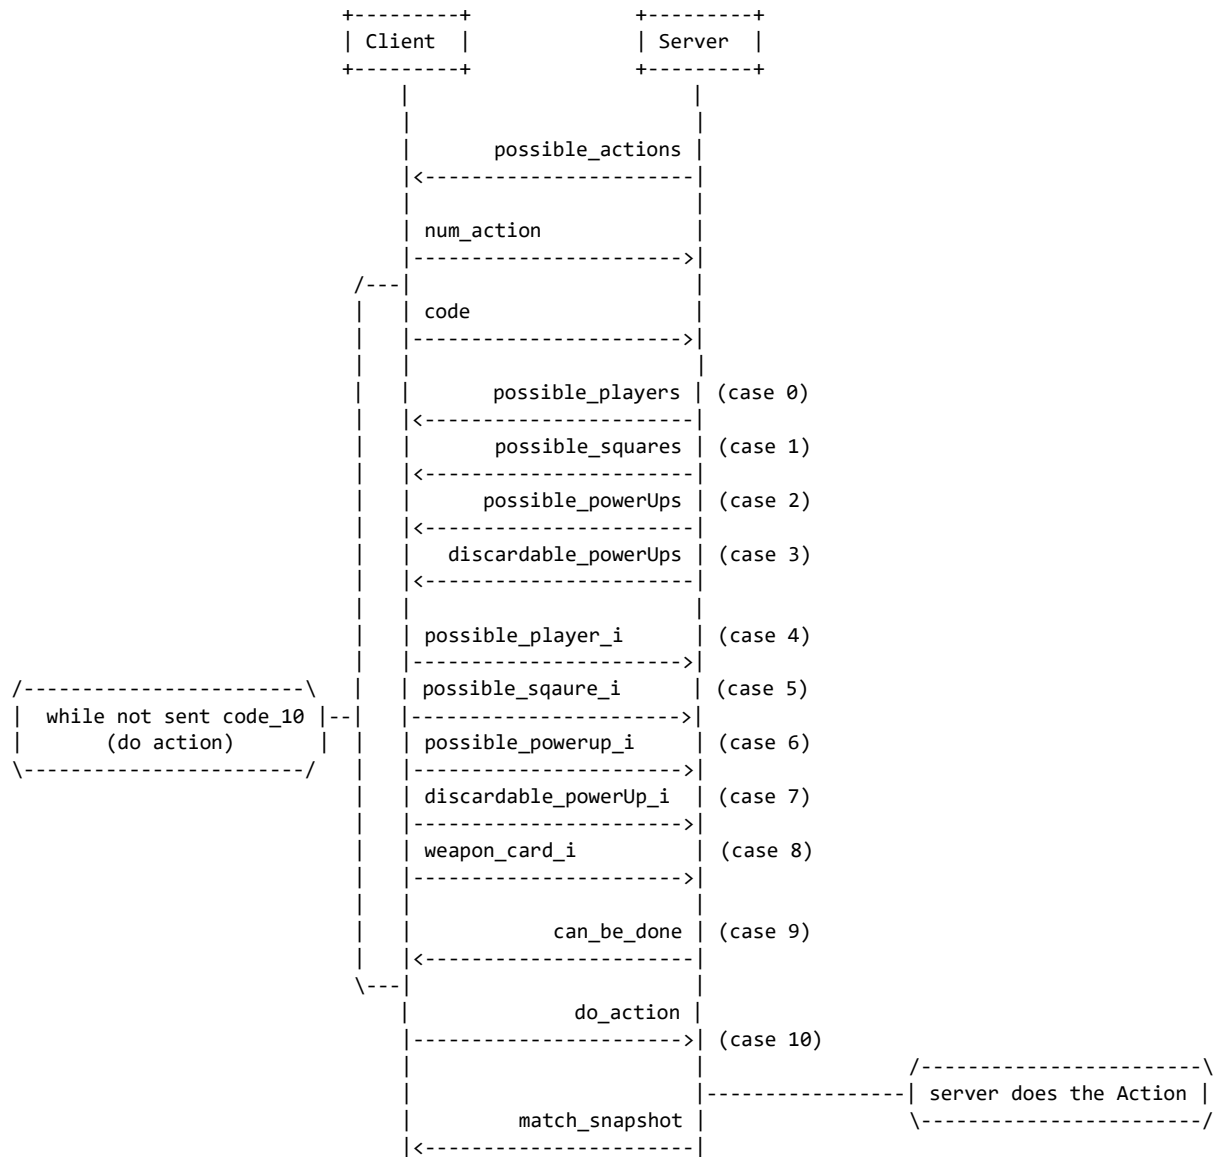 Client Server
possible_actions
num_action
code
possible_players (case 0)
possible_squares (case 1)
possible_powerUps (case 2)
discardable_powerUps (case 3)
possible_player_i (case 4)
possible_sqaure_i (case 5)
while not sent code_10
(do action)
possible_powerup_i (case 6)
discardable_powerUp_i (case 7)
weapon_card_i (case 8)
can_be_done (case 9)
do_action
(case 10)
server does the Action
match_snapshot